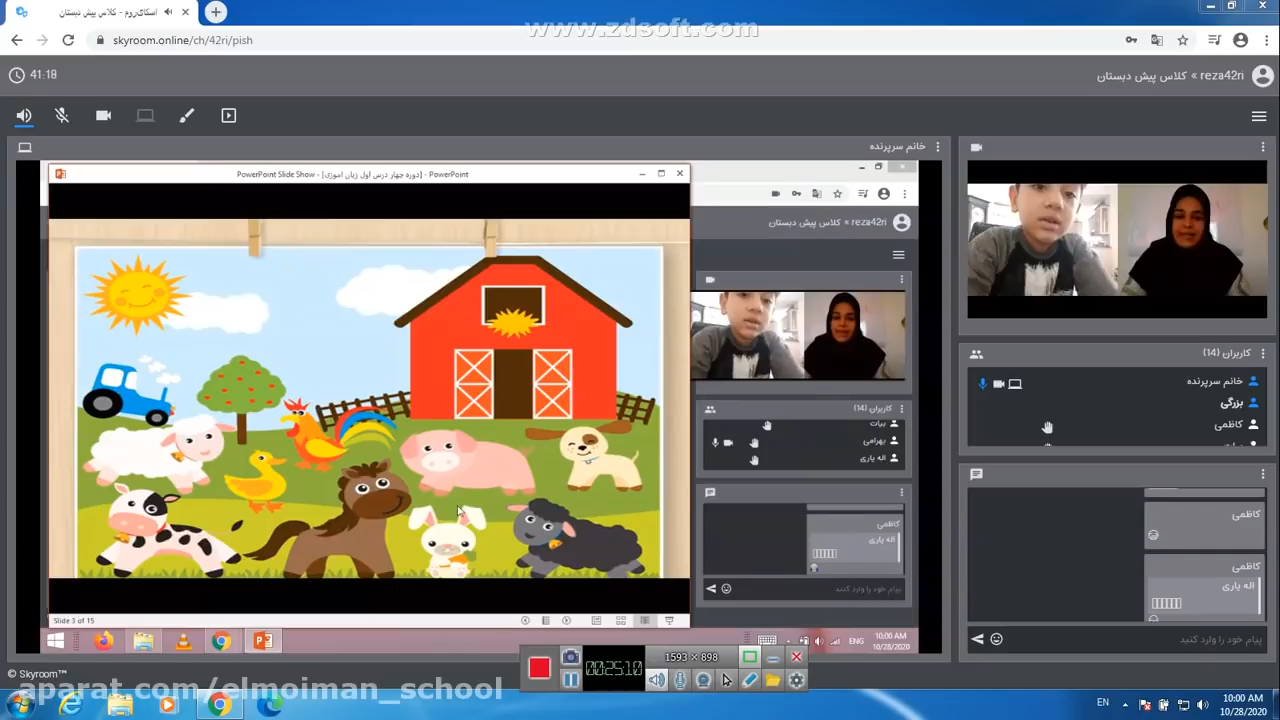 اسکای‌روم - کلاس پیش دبستان
www.zdsoft.com
skyroom.online/ch/42ri/pish
41:18
reza42ri » کلاس پیش دبستان
خانم سرپرنده
PowerPoint Slide Show - [دوره چهار درس اول زبان اموزی] - PowerPoint
reza42ri » کلاس پیش دبستان
کاربران (14)
بیات
بهرامی
اله یاری
کاظمی
اله یاری
پیام خود را وارد کنید
Slide 3 of 15
ENG
10:00 AM
10/28/2020
کاربران (14)
خانم سرپرنده
بزرگی
کاظمی
کاظمی
کاظمی
اله یاری
پیام خود را وارد کنید
1593 × 898
00:25:10
© Skyroom™
aparat.com/elmoiman_school
EN
10:00 AM
10/28/2020